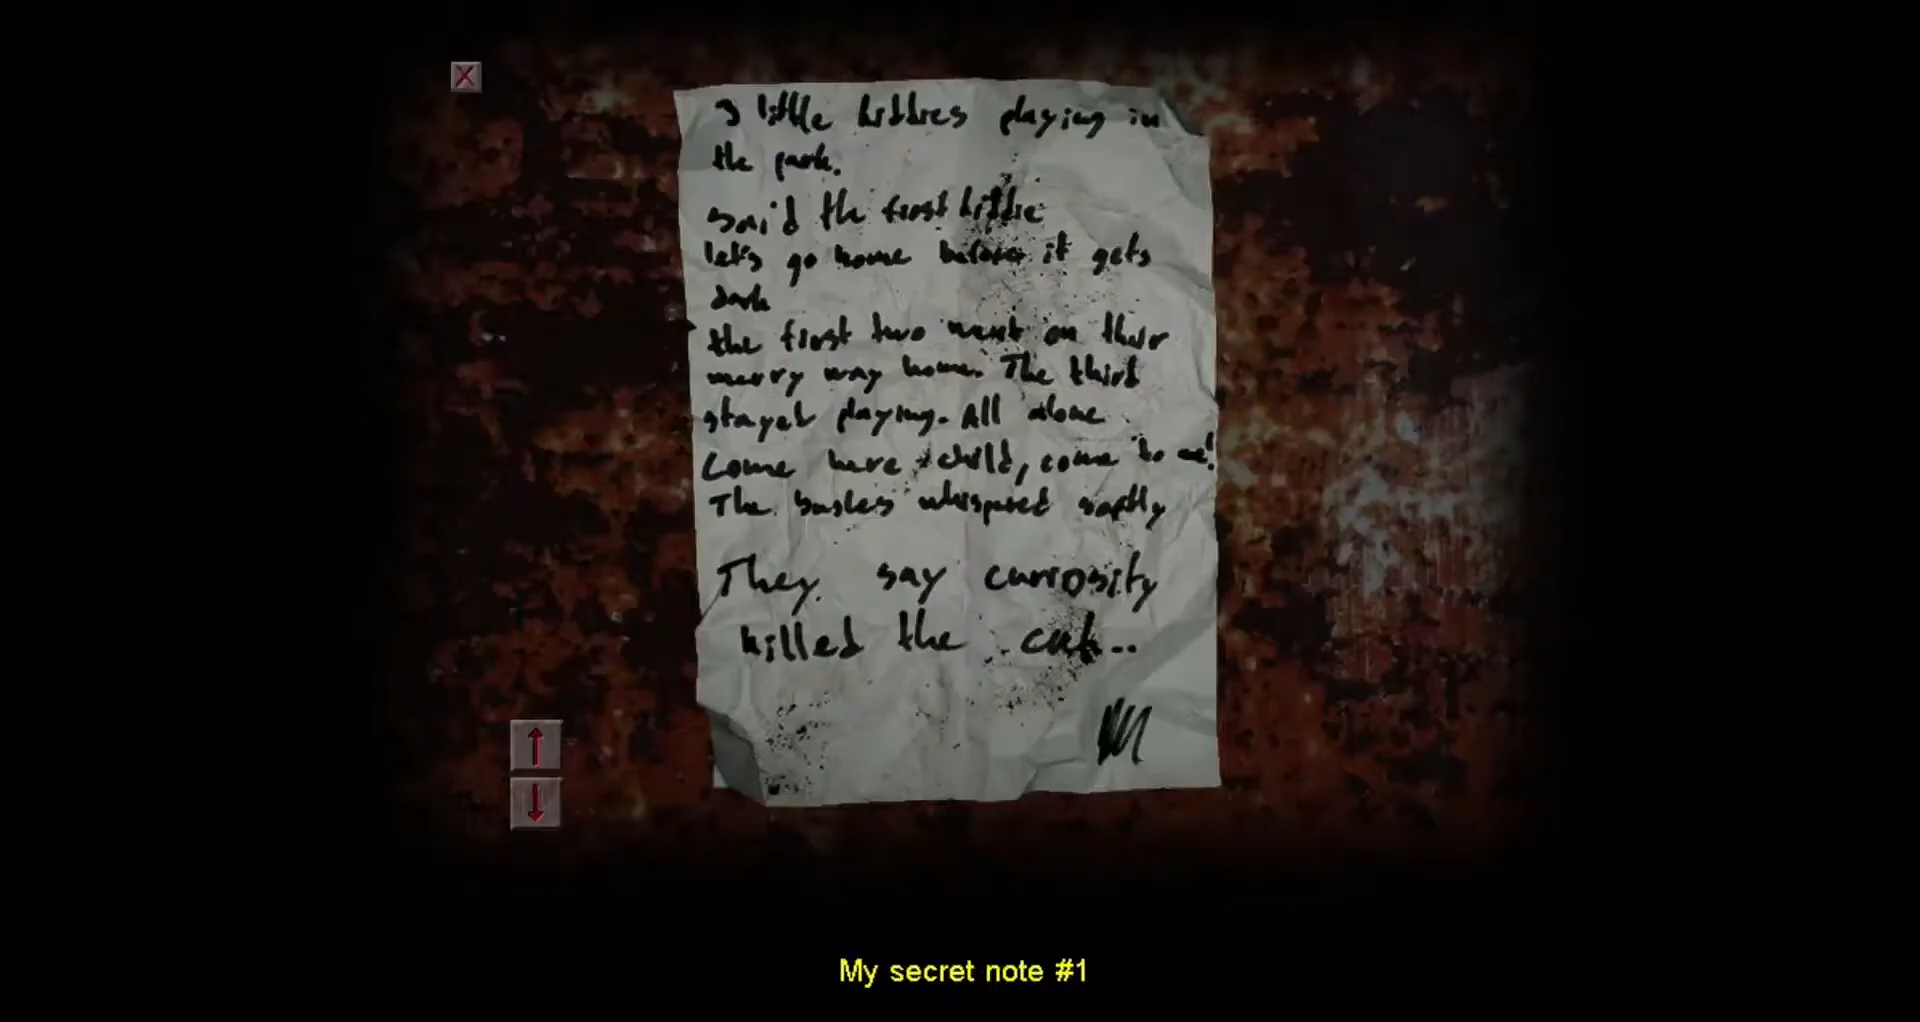 3 little kiddies playing in
the park.
said the first kiddie
let's go home before it gets
dark
the first two went on their
merry way home. The third
stayed playing. All alone
Come here child, come to me!
The bushes whispered softly
They say curiosity
killed the cat..
My secret note #1